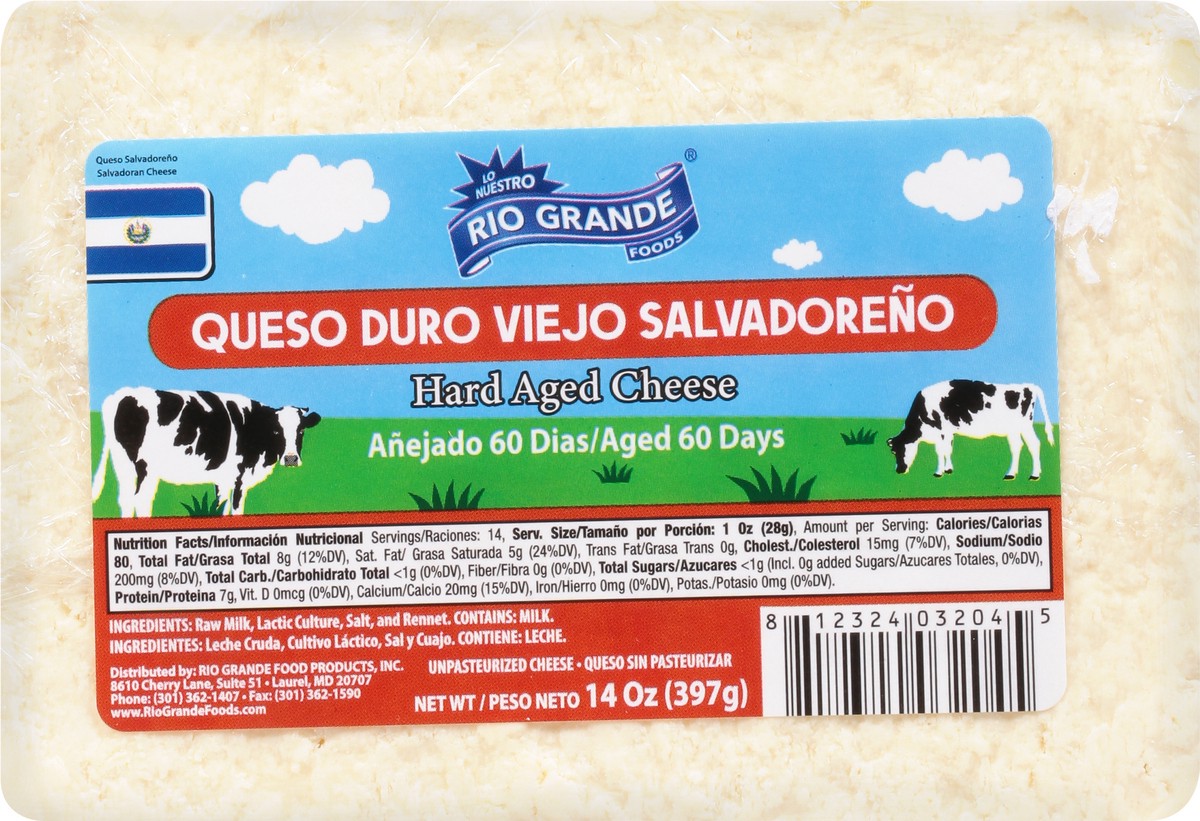 Queso Salvadoreño
Salvadoran Cheese
LO
NUESTRO
RIO GRANDE
FOODS
®
QUESO DURO VIEJO SALVADOREÑO
Hard Aged Cheese
Añejado 60 Dias/Aged 60 Days
Nutrition Facts/Información Nutricional Servings/Raciones: 14, Serv. Size/Tamaño por Porción: 1 Oz (28g), Amount per Serving: Calories/Calorias
80, Total Fat/Grasa Total 8g (12%DV), Sat. Fat/ Grasa Saturada 5g (24%DV), Trans Fat/Grasa Trans 0g, Cholest./Colesterol 15mg (7%DV), Sodium/Sodio
200mg (8%DV), Total Carb./Carbohidrato Total <1g (0%DV), Fiber/Fibra 0g (0%DV), Total Sugars/Azucares <1g (Incl. 0g added Sugars/Azucares Totales, 0%DV),
Protein/Proteina 7g, Vit. D 0mcg (0%DV), Calcium/Calcio 20mg (15%DV), Iron/Hierro 0mg (0%DV), Potas./Potasio 0mg (0%DV).
INGREDIENTS: Raw Milk, Lactic Culture, Salt, and Rennet. CONTAINS: MILK.
INGREDIENTES: Leche Cruda, Cultivo Láctico, Sal y Cuajo. CONTIENE: LECHE.
Distributed by: RIO GRANDE FOOD PRODUCTS, INC.
8610 Cherry Lane, Suite 51 • Laurel, MD 20707
Phone: (301) 362-1407 • Fax: (301) 362-1590
www.RioGrandeFoods.com
UNPASTEURIZED CHEESE • QUESO SIN PASTEURIZAR
NET WT / PESO NETO 14 Oz (397g)
8 12324 03204 5